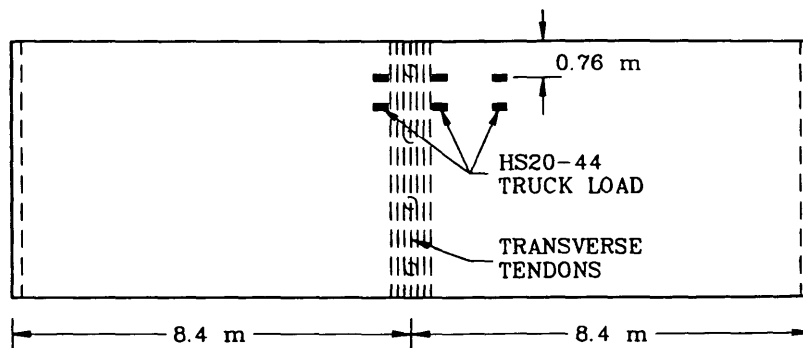 0.76 m
HS20-44
TRUCK LOAD
TRANSVERSE
TENDONS
8.4 m
8.4 m